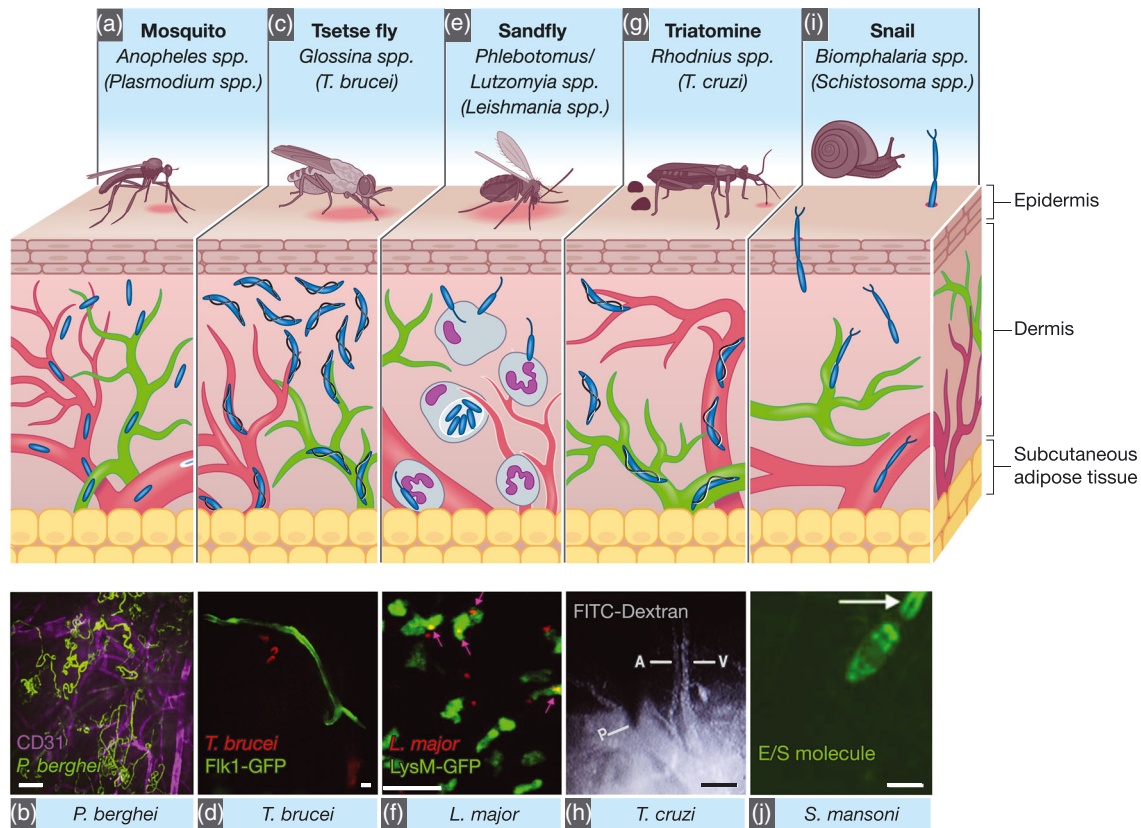 (a)
Mosquito
Anopheles spp.
(Plasmodium spp.)
(c)
Tsetse fly
Glossina spp.
(T. brucei)
(e)
Sandfly
Phlebotomus/
Lutzomyia spp.
(Leishmania spp.)
(g)
Triatomine
Rhodnius spp.
(T. cruzi)
(i)
Snail
Biomphalaria spp.
(Schistosoma spp.)
Epidermis
Dermis
Subcutaneous
adipose tissue
CD31
P. berghei
(b)
P. berghei
T. brucei
Flk1-GFP
(d)
T. brucei
L. major
LysM-GFP
(f)
L. major
FITC-Dextran
A
V
P
(h)
T. cruzi
E/S molecule
(j)
S. mansoni